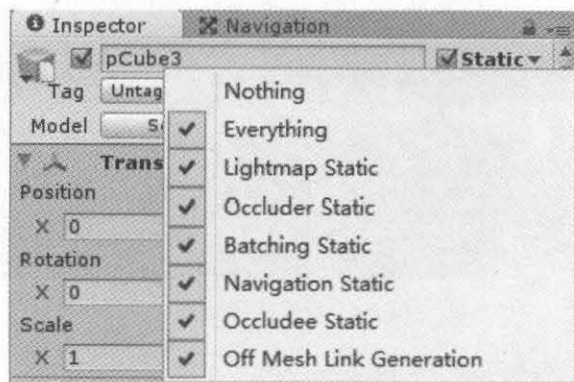 Inspector Navigation
pCube3 Static
Tag Untag
Nothing
Model Se
Everything
Trans
Lightmap Static
Position
Occluder Static
X 0
Batching Static
Rotation
Navigation Static
X 0
Occludee Static
Scale
X 1
Off Mesh Link Generation